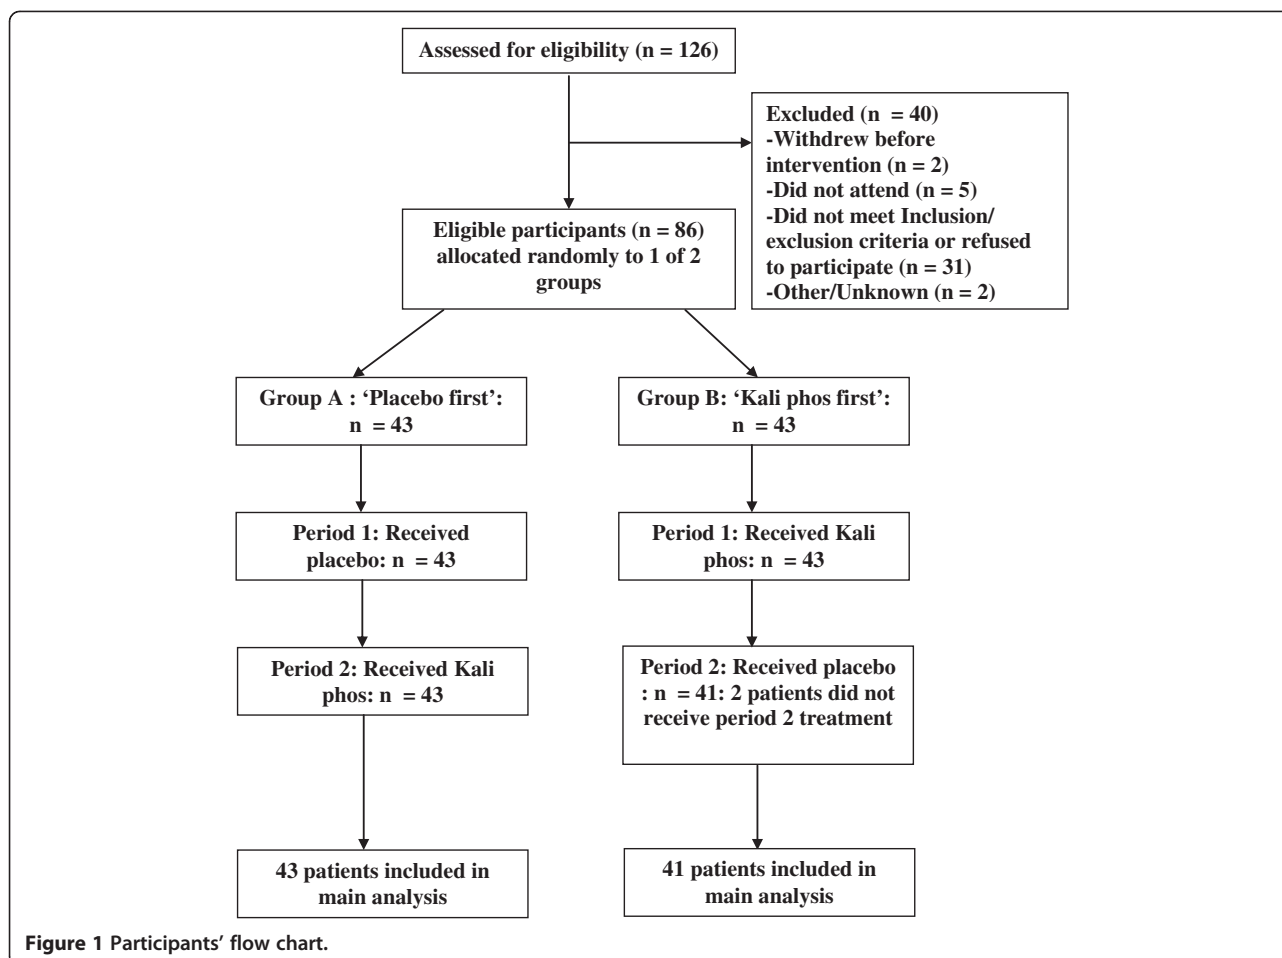 Assessed for eligibility (n = 126)
Excluded (n = 40)
-Withdrew before
intervention (n = 2)
-Did not attend (n = 5)
-Did not meet Inclusion/
exclusion criteria or refused
to participate (n = 31)
-Other/Unknown (n = 2)
Eligible participants (n = 86)
allocated randomly to 1 of 2
groups
Group A : ‘Placebo first’:
n = 43
Group B: ‘Kali phos first’:
n = 43
Period 1: Received
placebo: n = 43
Period 1: Received Kali
phos: n = 43
Period 2: Received Kali
phos: n = 43
Period 2: Received placebo
: n = 41: 2 patients did not
receive period 2 treatment
43 patients included in
main analysis
41 patients included in
main analysis
Figure 1 Participants’ flow chart.